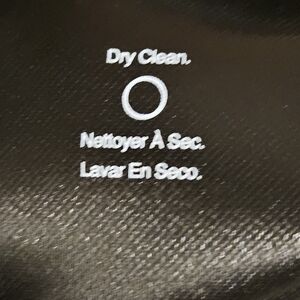 Dry Clean.
Nettoyer À Sec.
Lavar En Seco.